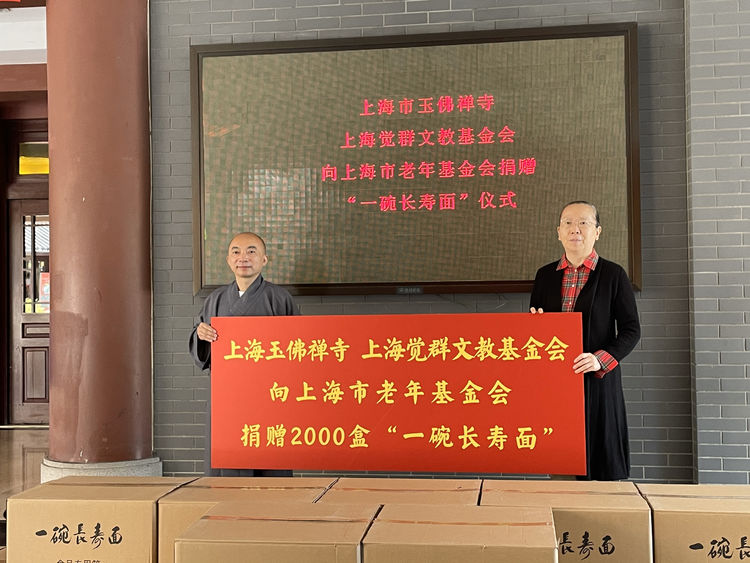 上海市玉佛禅寺
上海觉群文教基金会
向上海市老年基金会捐赠
“一碗长寿面”仪式
上海玉佛禅寺 上海觉群文教基金会
向上海市老年基金会
捐赠2000盒“一碗长寿面”
一碗長寿面
長寿面
一碗長